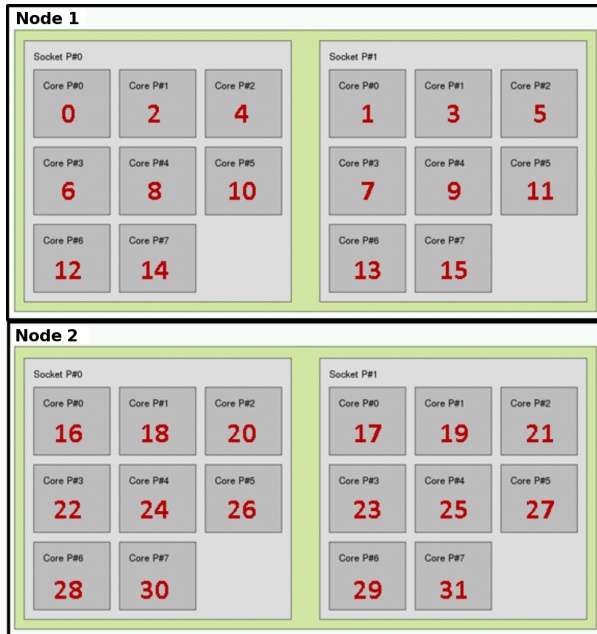 Node 1
Socket P#0
Core P#0 Core P#1 Core P#2
0 2 4
Core P#3 Core P#4 Core P#5
6 8 10
Core P#6 Core P#7
12 14
Socket P#1
Core P#0 Core P#1 Core P#2
1 3 5
Core P#3 Core P#4 Core P#5
7 9 11
Core P#6 Core P#7
13 15
Node 2
Socket P#0
Core P#0 Core P#1 Core P#2
16 18 20
Core P#3 Core P#4 Core P#5
22 24 26
Core P#6 Core P#7
28 30
Socket P#1
Core P#0 Core P#1 Core P#2
17 19 21
Core P#3 Core P#4 Core P#5
23 25 27
Core P#6 Core P#7
29 31